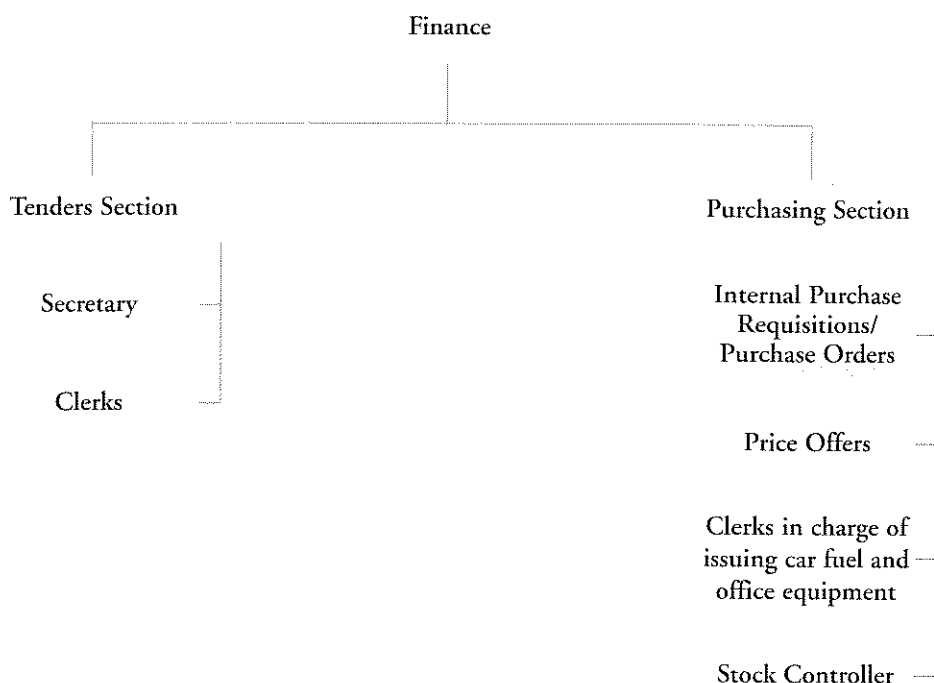 Finance
Tenders Section
Secretary
Clerks
Purchasing Section
Internal Purchase
Requisitions/
Purchase Orders
Price Offers
Clerks in charge of
issuing car fuel and
office equipment
Stock Controller